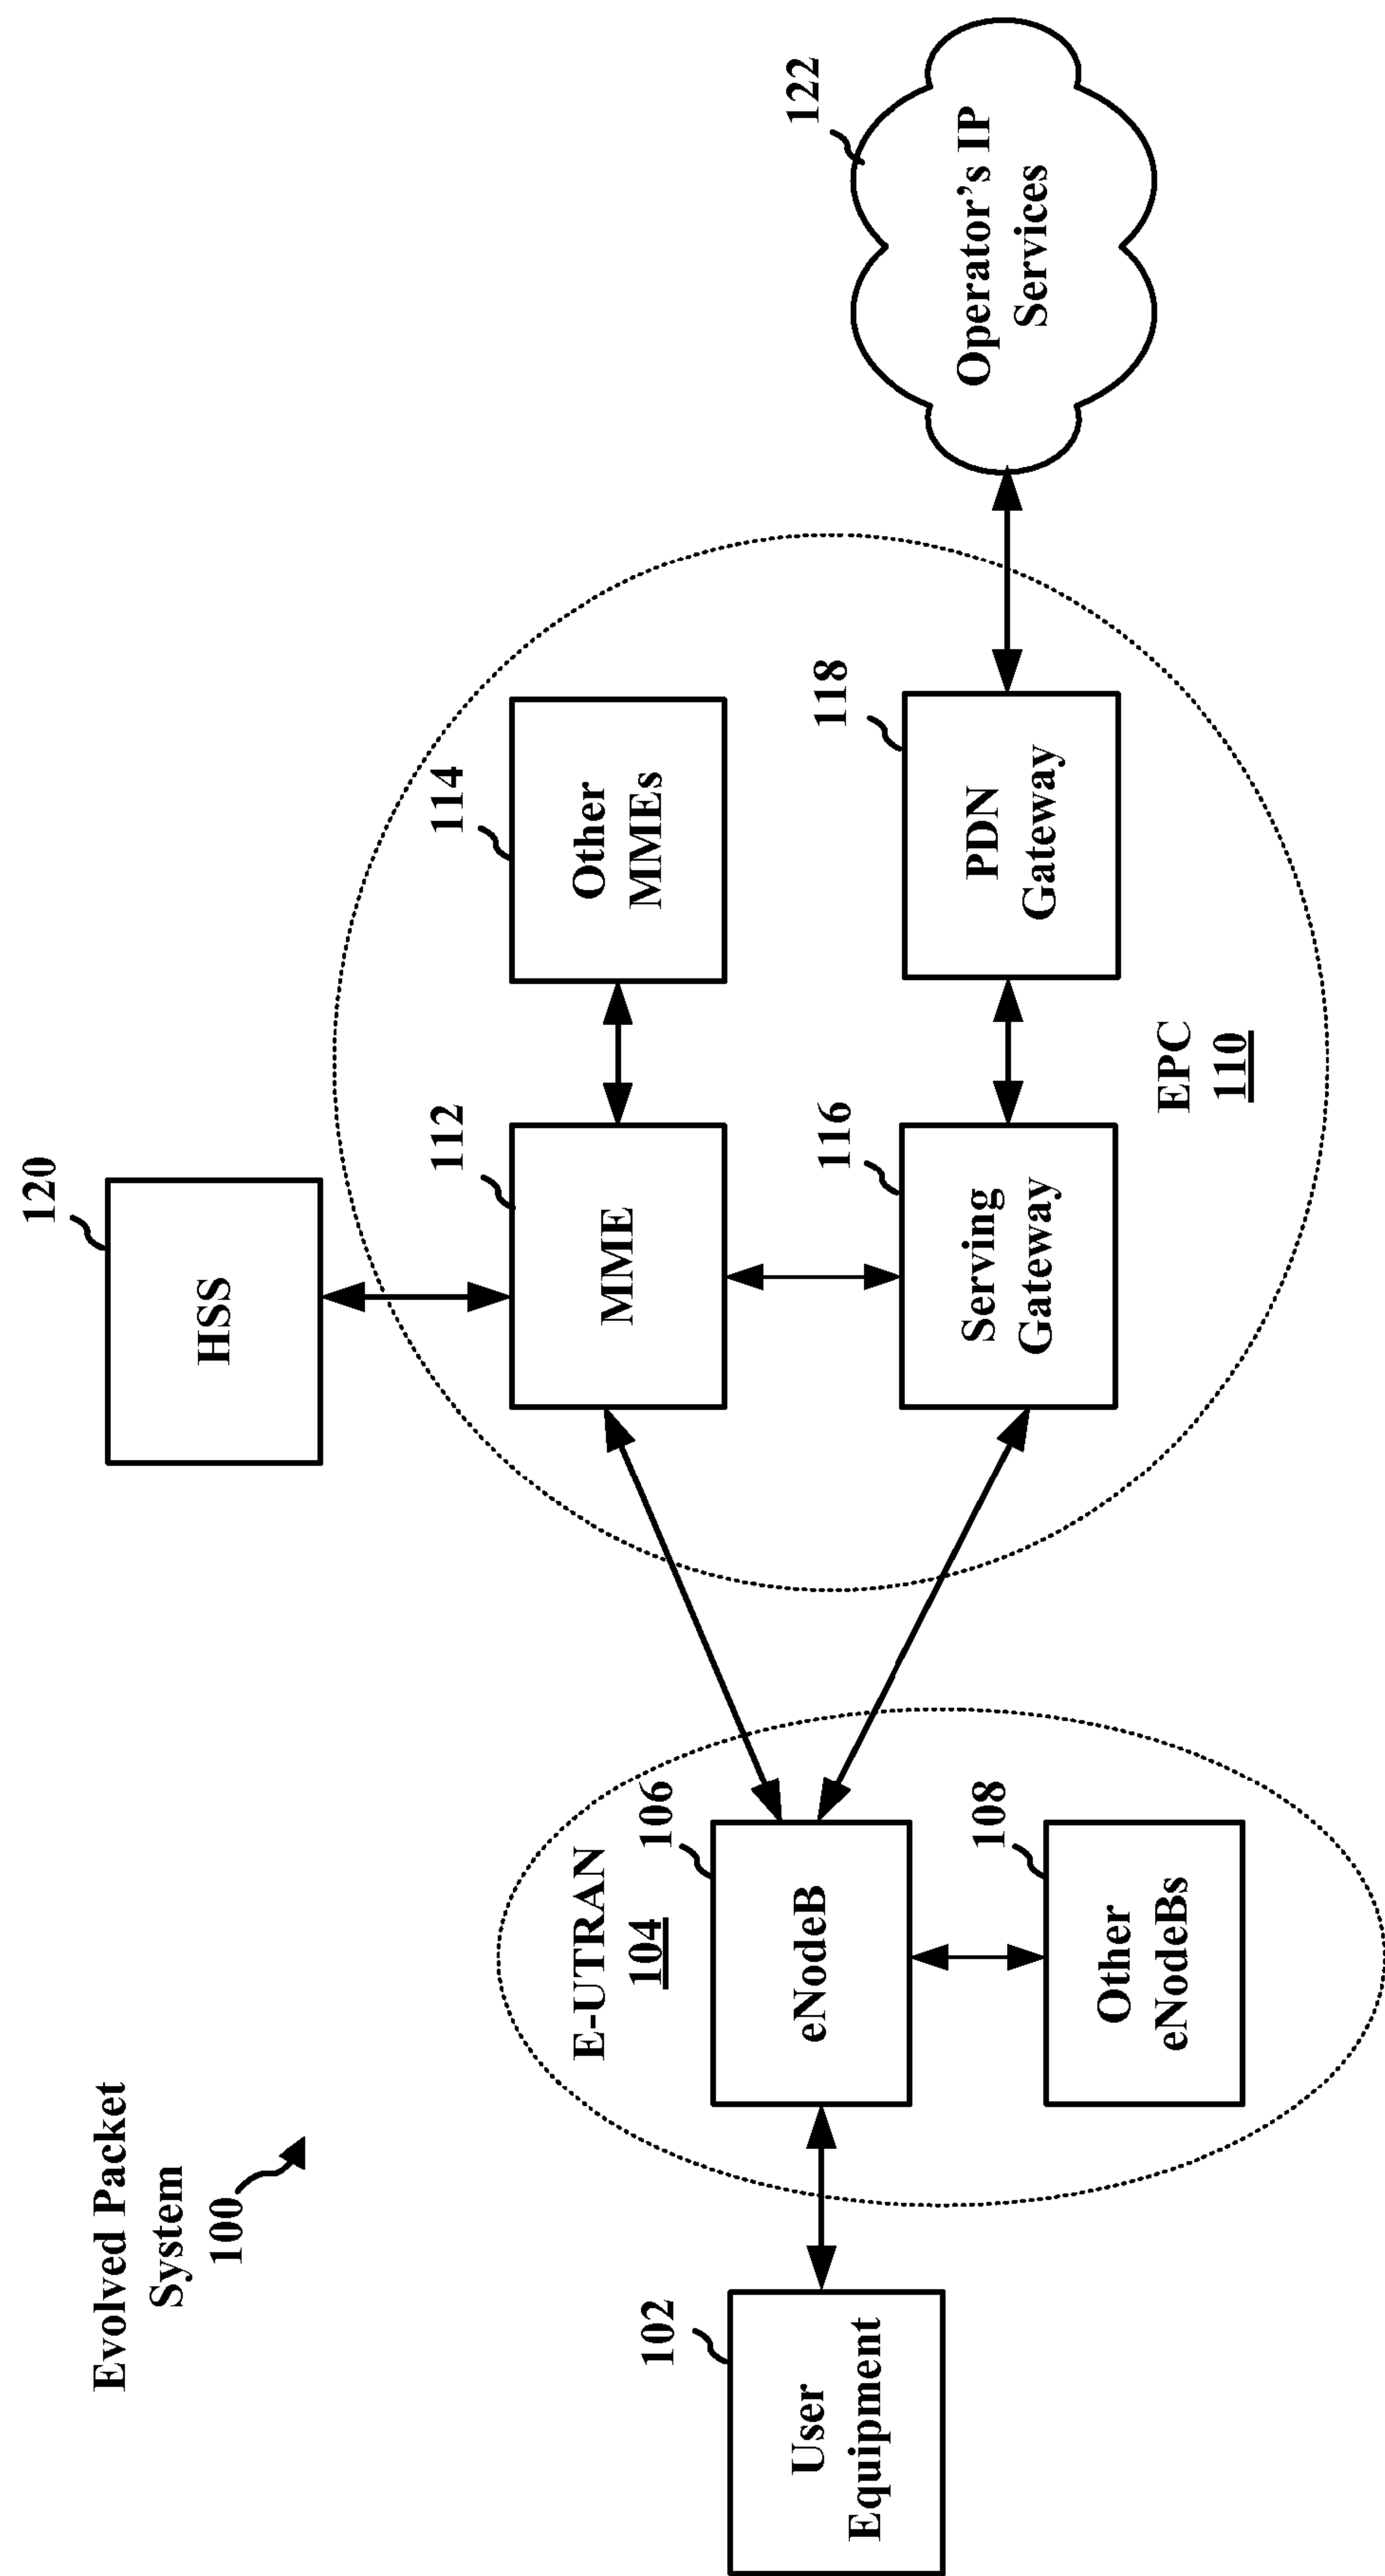 Evolved Packet
System
100
120
HSS
E-UTRAN
104
102
User
Equipment
106
eNodeB
108
Other
eNodeBs
112
MME
114
Other
MMEs
116
Serving
Gateway
118
PDN
Gateway
EPC
110
122
Operator’s IP
Services